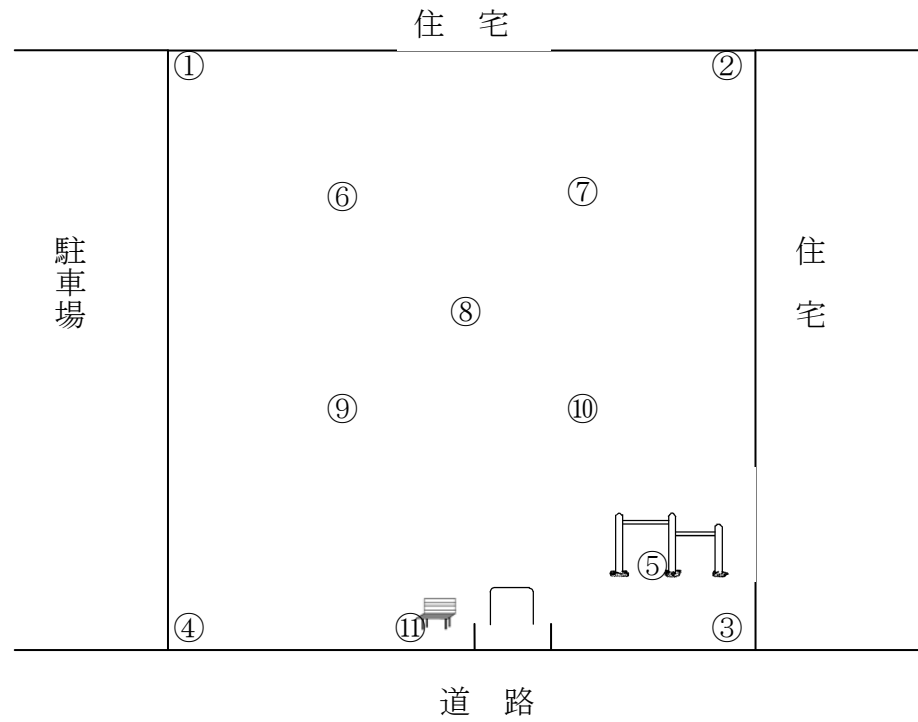 住 宅
① ②
⑥ ⑦
駐車場
住 宅
⑧
⑨ ⑩
⑤
④ ⑪ ③
道 路